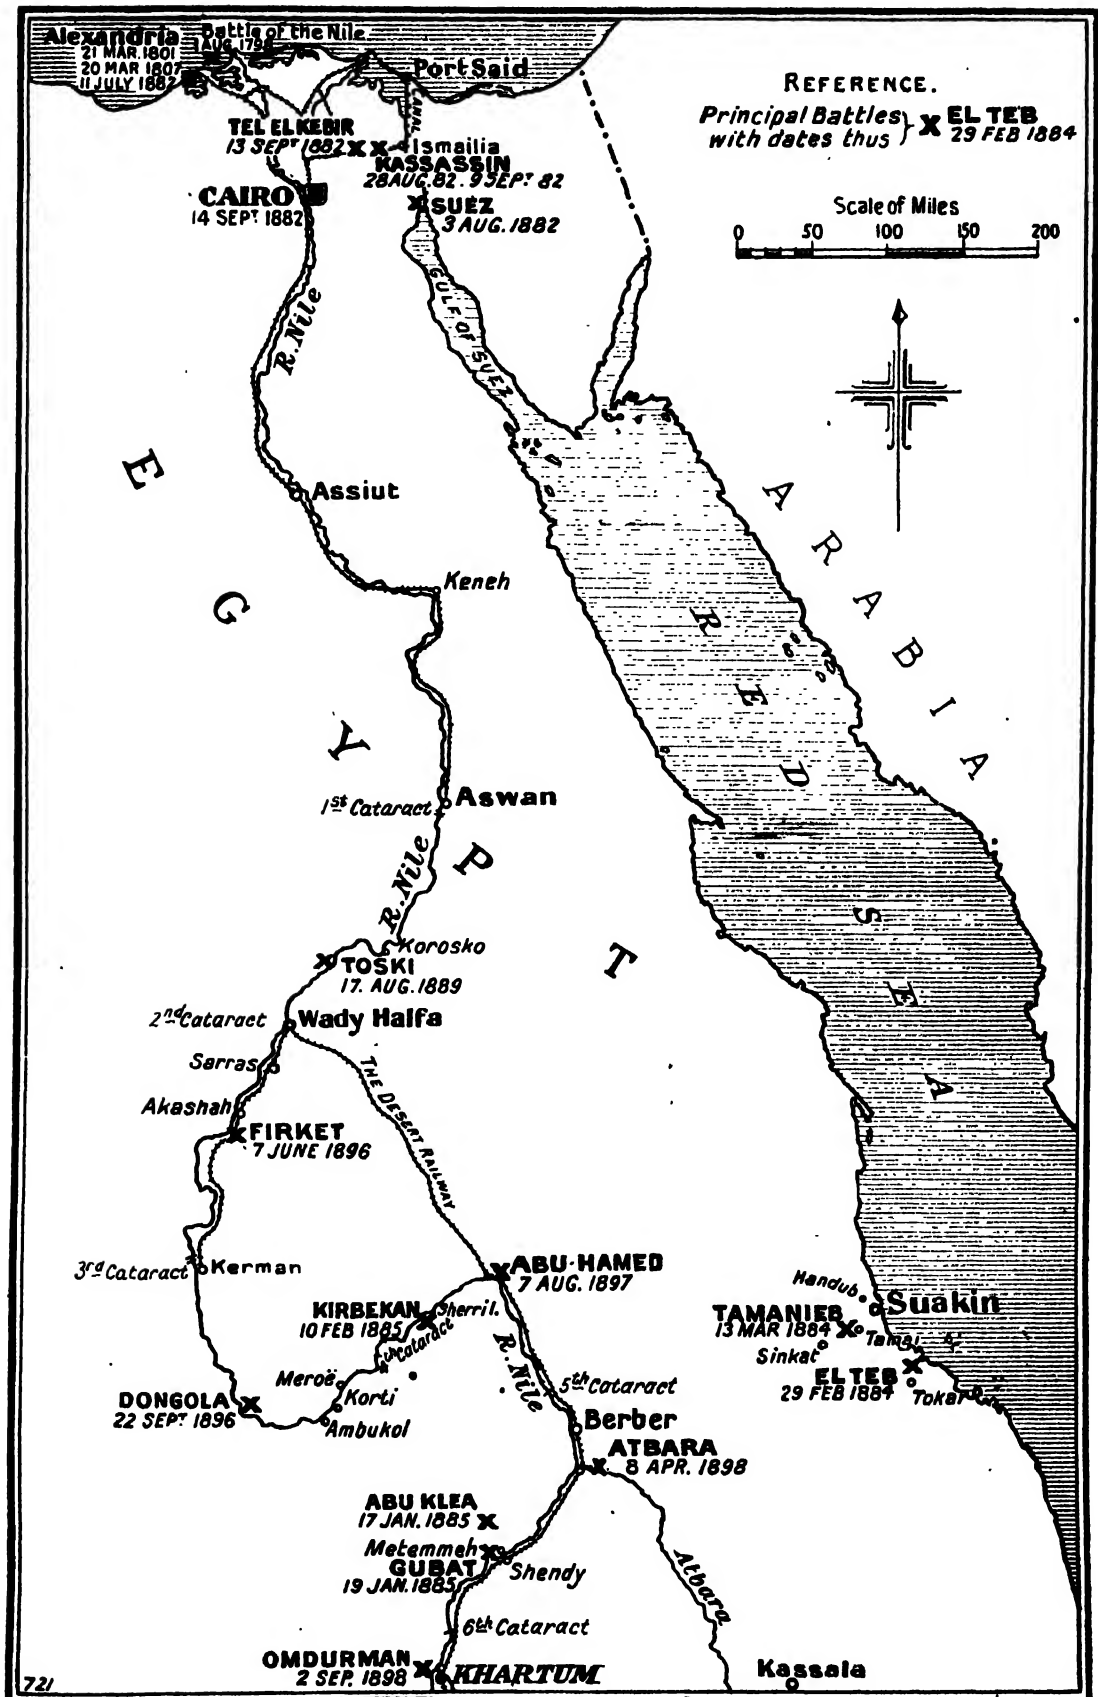 Alexandria
21 MAR. 1801
20 MAR 1807
11 JULY 1882
Battle of the Nile
1 AUG. 1798
Port Said
CANAL
REFERENCE.
Principal Battles
with dates thus } X EL TEB
29 FEB 1884
Scale of Miles
0 50 100 150 200
TEL EL KEBIR
13 SEPT 1882
Ismailia
KASSASSIN
28 AUG. 82. 9 SEPT 82
CAIRO
14 SEPT 1882
SUEZ
3 AUG. 1882
GULF OF SUEZ
R. Nile
EGYPT
ARABIA
RED SEA
Assiut
Keneh
1st Cataract
Aswan
R. Nile
Korosko
TOSKI
17. AUG. 1889
2nd Cataract
Wady Halfa
Sarras
THE DESERT RAILWAY
Akashah
FIRKET
7 JUNE 1896
3rd Cataract
Kerman
ABU-HAMED
7 AUG. 1897
KIRBEKAN
10 FEB 1885
Sherril.
Cataract
R. Nile
Handub
Suakin
TAMANIEB
13 MAR 1884
Tamai
Sinkat
EL TEB
29 FEB 1884
Tokar
Meroë
Korti
Ambukol
DONGOLA
22 SEPT 1896
5th Cataract
Berber
ATBARA
8 APR. 1898
ABU KLEA
17 JAN. 1885
Metemmeh
GUBAT
19 JAN. 1885
Shendy
Atbara
6th Cataract
OMDURMAN
2 SEP. 1898
KHARTUM
Kassala
721